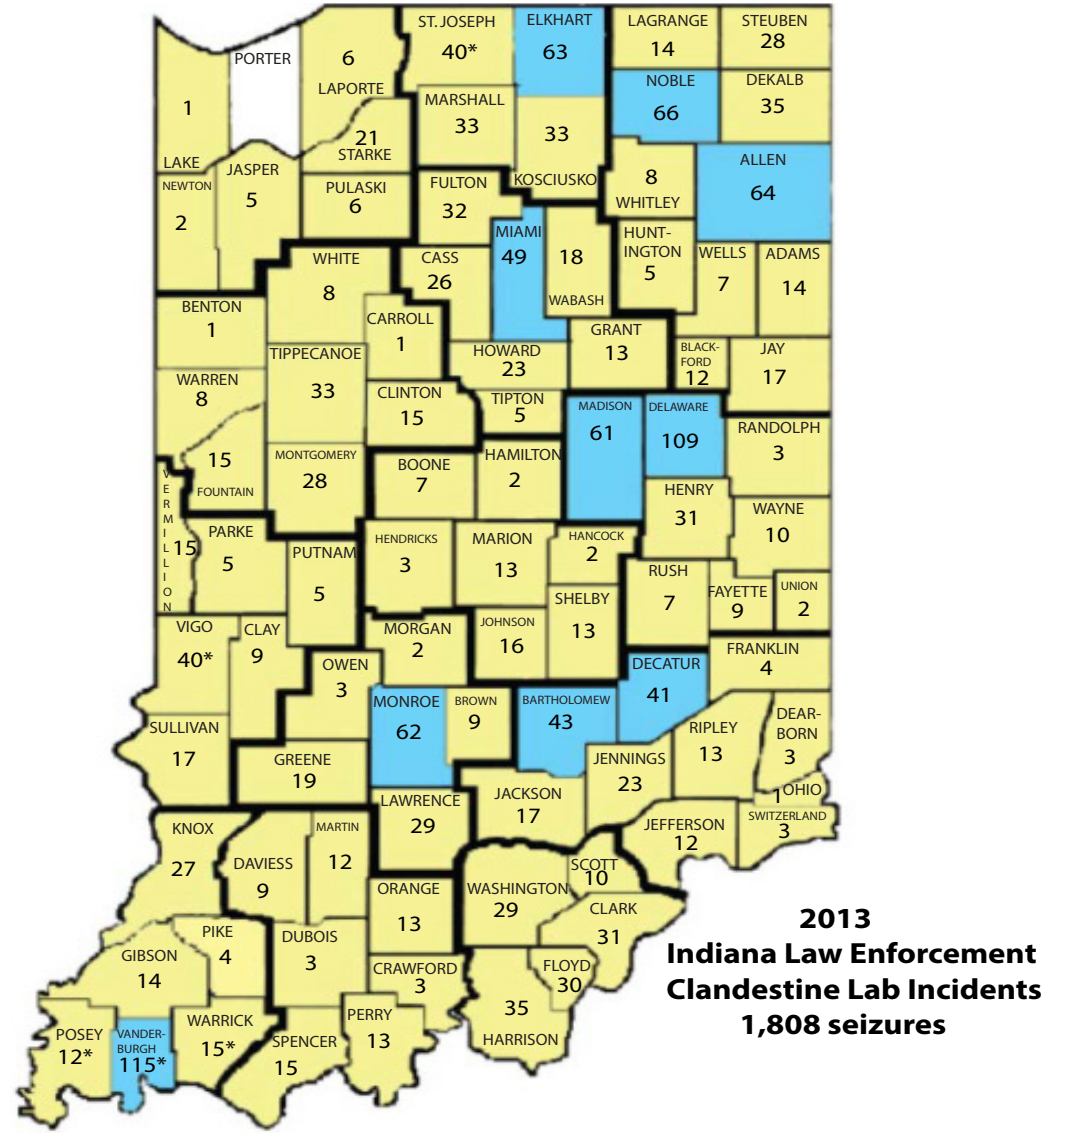 ST. JOSEPH
40*
ELKHART
63
LAGRANGE
14
STEUBEN
28
PORTER
6
LAPORTE
1
LAKE
MARSHALL
33
33
KOSCIUSKO
NOBLE
66
DEKALB
35
21
STARKE
JASPER
5
NEWTON
2
PULASKI
6
FULTON
32
8
WHITLEY
ALLEN
64
MIAMI
49
18
WABASH
HUNT-
INGTON
5
WELLS
7
ADAMS
14
WHITE
8
CASS
26
BENTON
1
CARROLL
1
GRANT
13
HOWARD
23
BLACK-
FORD
12
JAY
17
TIPPECANOE
33
WARREN
8
CLINTON
15
TIPTON
5
MADISON
61
DELAWARE
109
RANDOLPH
3
15
FOUNTAIN
MONTGOMERY
28
BOONE
7
HAMILTON
2
VERMILLION
15
HENRY
31
WAYNE
10
PARKE
5
PUTNAM
5
HENDRICKS
3
MARION
13
HANCOCK
2
RUSH
7
FAYETTE
9
UNION
2
SHELBY
13
VIGO
40*
CLAY
9
MORGAN
2
JOHNSON
16
FRANKLIN
4
OWEN
3
DECATUR
41
MONROE
62
BROWN
9
BARTHOLOMEW
43
SULLIVAN
17
RIPLEY
13
DEAR-
BORN
3
GREENE
19
JENNINGS
23
1
OHIO
LAWRENCE
29
JACKSON
17
SWITZERLAND
3
KNOX
27
MARTIN
12
JEFFERSON
12
DAVIESS
9
SCOTT
10
ORANGE
13
WASHINGTON
29
CLARK
31
PIKE
4
DUBOIS
3
GIBSON
14
CRAWFORD
3
FLOYD
30
35
HARRISON
POSEY
12*
VANDER-
BURGH
115*
WARRICK
15*
SPENCER
15
PERRY
13
2013
Indiana Law Enforcement
Clandestine Lab Incidents
1,808 seizures